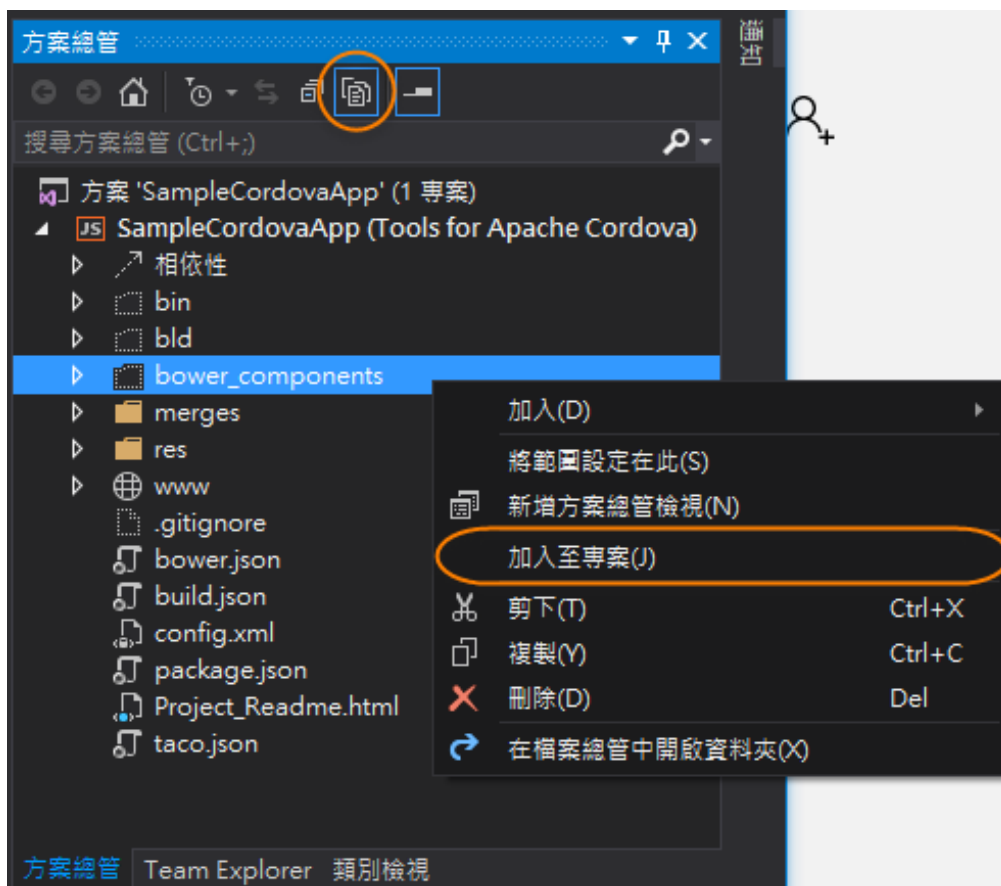 方案總管
通知
搜尋方案總管 (Ctrl+;)
方案 'SampleCordovaApp' (1 專案)
JS SampleCordovaApp (Tools for Apache Cordova)
相依性
bin
bld
bower_components
merges
res
www
.gitignore
bower.json
build.json
config.xml
package.json
Project_Readme.html
taco.json
加入(D)
將範圍設定在此(S)
新增方案總管檢視(N)
加入至專案(J)
剪下(T) Ctrl+X
複製(Y) Ctrl+C
刪除(D) Del
在檔案總管中開啟資料夾(X)
方案總管 Team Explorer 類別檢視